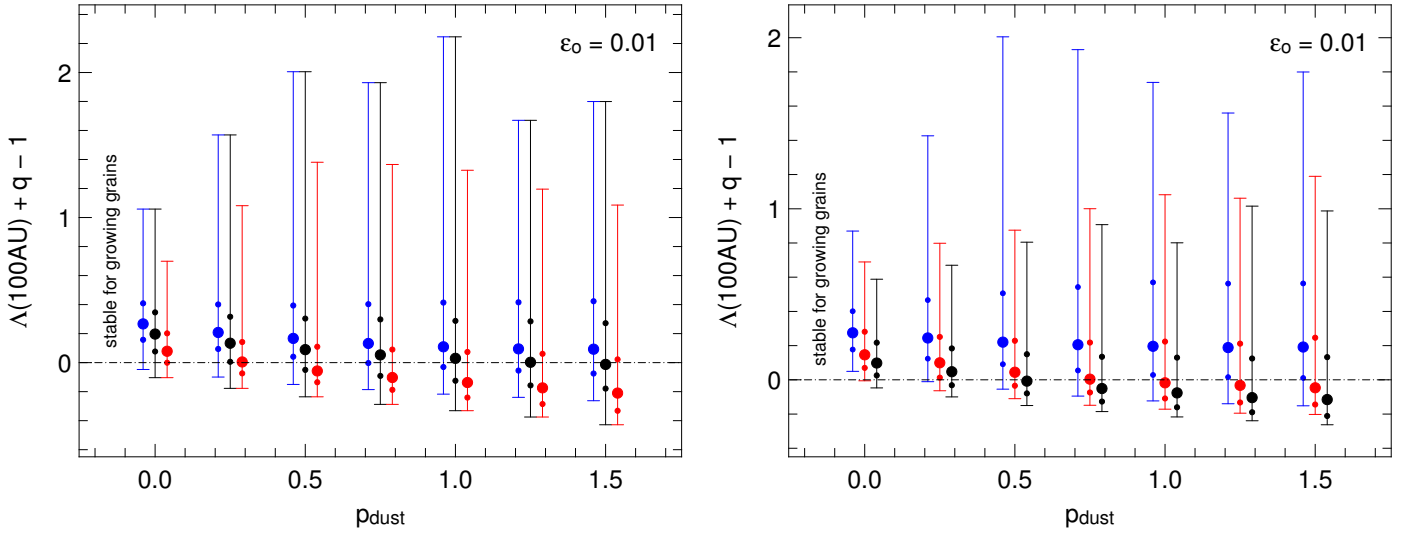 εo = 0.01
2
1
0
Λ(100AU) + q − 1
stable for growing grains
0.0 0.5 1.0 1.5
pdust
εo = 0.01
2
1
0
Λ(100AU) + q − 1
stable for growing grains
0.0 0.5 1.0 1.5
pdust